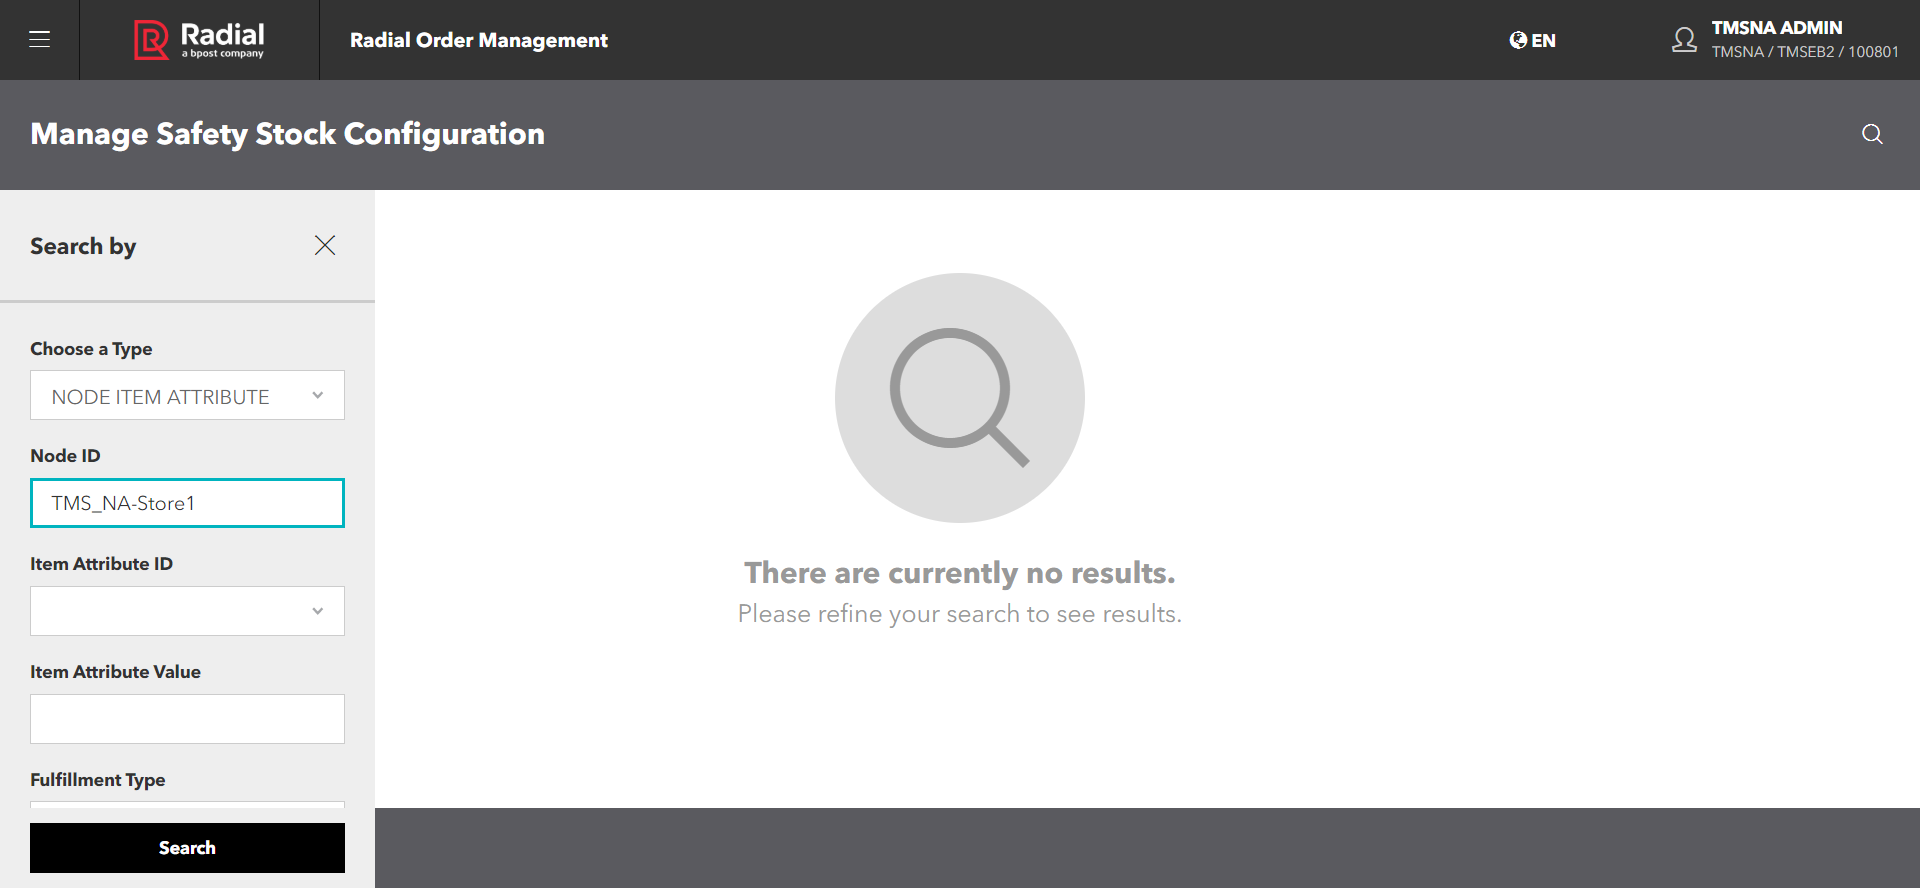 Radial
a bpost company
Radial Order Management
EN
TMSNA ADMIN
TMSNA / TMSEB2 / 100801
Manage Safety Stock Configuration
Search by
Choose a Type
NODE ITEM ATTRIBUTE
Node ID
TMS_NA-Store1
Item Attribute ID
Item Attribute Value
Fulfillment Type
Search
There are currently no results.
Please refine your search to see results.